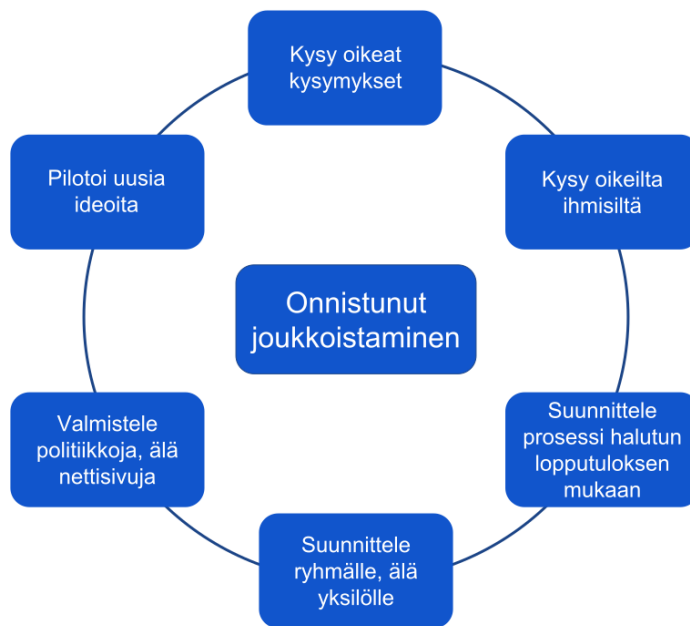 Kysy oikeat
kysymykset
Kysy oikeilta
ihmisiltä
Suunnittele
prosessi halutun
lopputuloksen
mukaan
Suunnittele
ryhmälle, älä
yksilölle
Valmistele
politiikkoja, älä
nettisivuja
Pilotoi uusia
ideoita
Onnistunut
joukkoistaminen